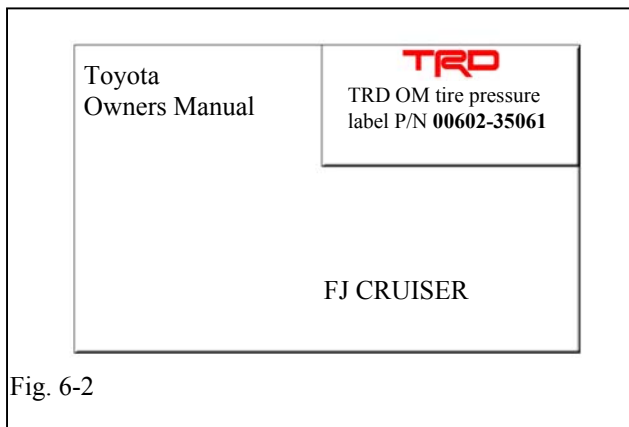 Toyota
Owners Manual
TRD
TRD OM tire pressure
label P/N 00602-35061
FJ CRUISER
Fig. 6-2